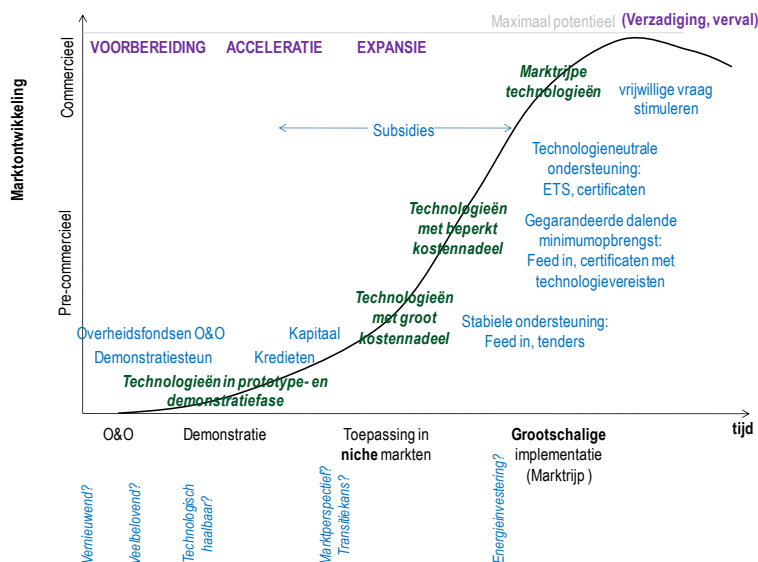 Maximaal potentieel (Verzadiging, verval)
VOORBEREIDING ACCELERATIE EXPANSIE
Marktrijpe
technologieën
vrijwillige vraag
stimuleren
Commercieel
Marktontwikkeling
Subsidies
Technologieneutrale
ondersteuning:
ETS, certificaten
Technologieën
met beperkt
kostennadeel
Gegarandeerde dalende
minimumopbrengst:
Feed in, certificaten met
technologievereisten
Pre-commercieel
Technologieën
met groot
kostennadeel
Stabiele ondersteuning:
Feed in, tenders
Overheidsfondsen O&O
Demonstratiesteun
Kapitaal
Kredieten
Technologieën in prototype- en
demonstratiefase
tijd
O&O
Demonstratie
Toepassing in
niche markten
Grootschalige
implementatie
(Marktrijp )
Vernieuwend?
Veelbelovend?
Technologisch
haalbaar?
Marktperspectief?
Transitiekans?
Energieinvestering?